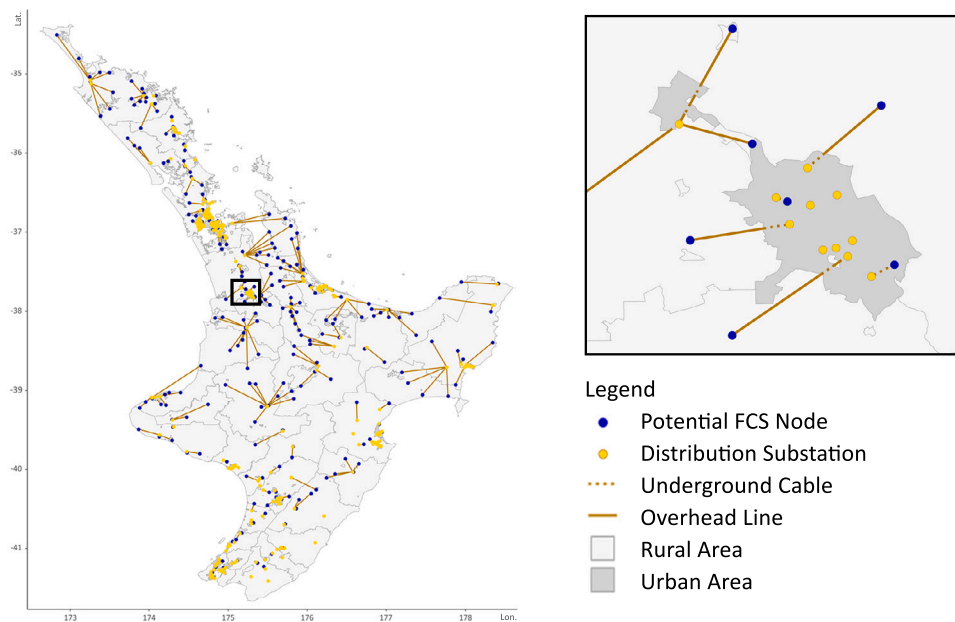 Lat.
-35
-36
-37
-38
-39
-40
-41
173
174
175
176
177
178
Lon.
Legend
Potential FCS Node
Distribution Substation
Underground Cable
Overhead Line
Rural Area
Urban Area